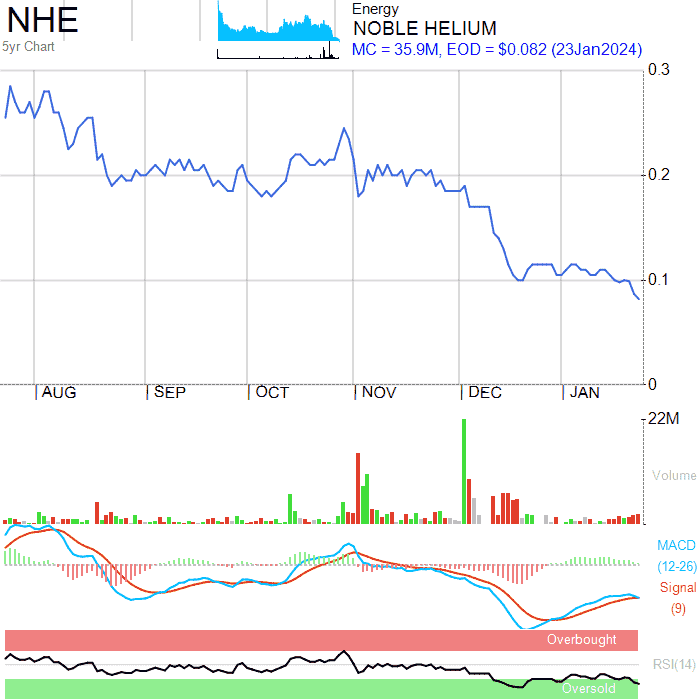 NHE
5yr Chart
Energy
NOBLE HELIUM
MC = 35.9M, EOD = $0.082 (23Jan2024)
0.3
0.2
0.1
0
AUG SEP OCT NOV DEC JAN
22M
Volume
MACD
(12-26)
Signal
(9)
Overbought
RSI(14)
Oversold